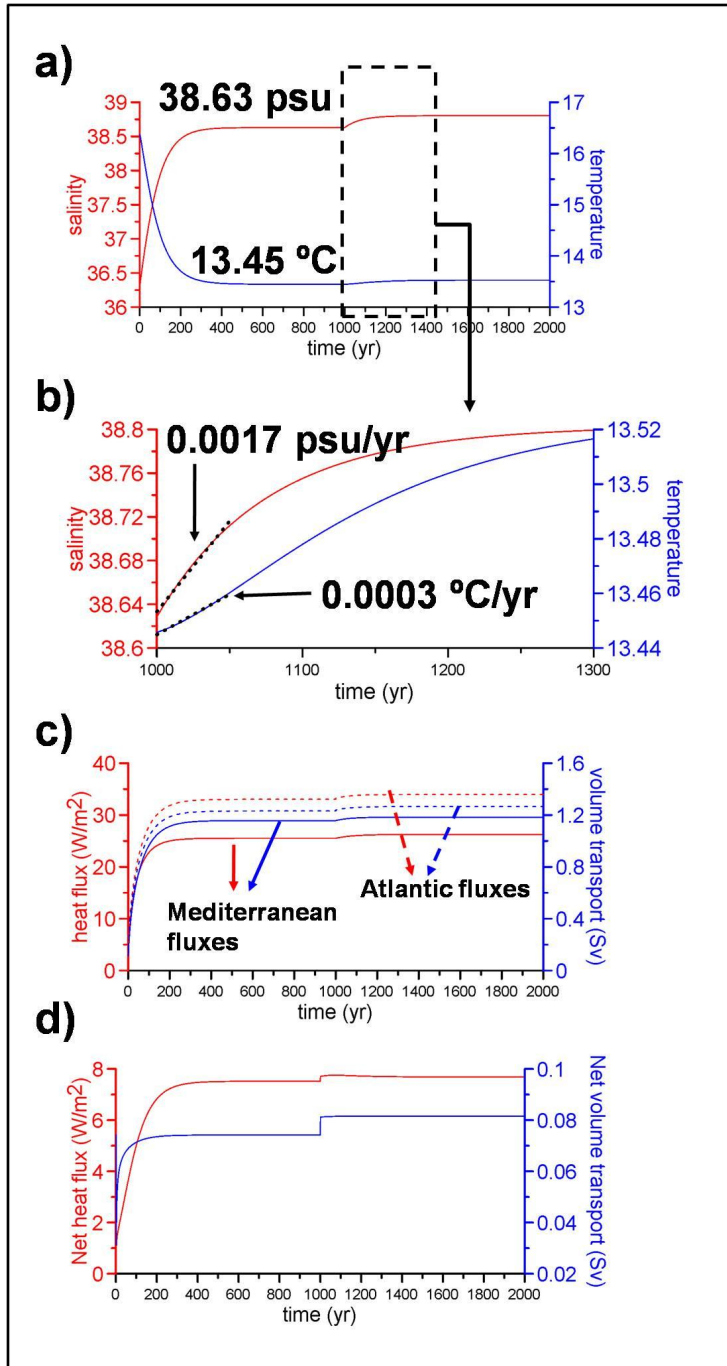 a)
38.63 psu
13.45 ºC
39
38.5
38
37.5
37
36.5
36
salinity
17
16
15
14
13
temperature
0 200 400 600 800 1000 1200 1400 1600 1800 2000
time (yr)
b)
0.0017 psu/yr
0.0003 ºC/yr
38.8
38.76
38.72
38.68
38.64
38.6
salinity
13.52
13.5
13.48
13.46
13.44
temperature
1000 1100 1200 1300
time (yr)
c)
40
30
20
10
0
heat flux (W/m²)
1.6
1.2
0.8
0.4
0
volume transport (Sv)
Mediterranean
fluxes
Atlantic fluxes
0 200 400 600 800 1000 1200 1400 1600 1800 2000
time (yr)
d)
8
6
4
2
0
Net heat flux (W/m²)
0.1
0.08
0.06
0.04
0.02
Net volume
transport (Sv)
0 200 400 600 800 1000 1200 1400 1600 1800 2000
time (yr)